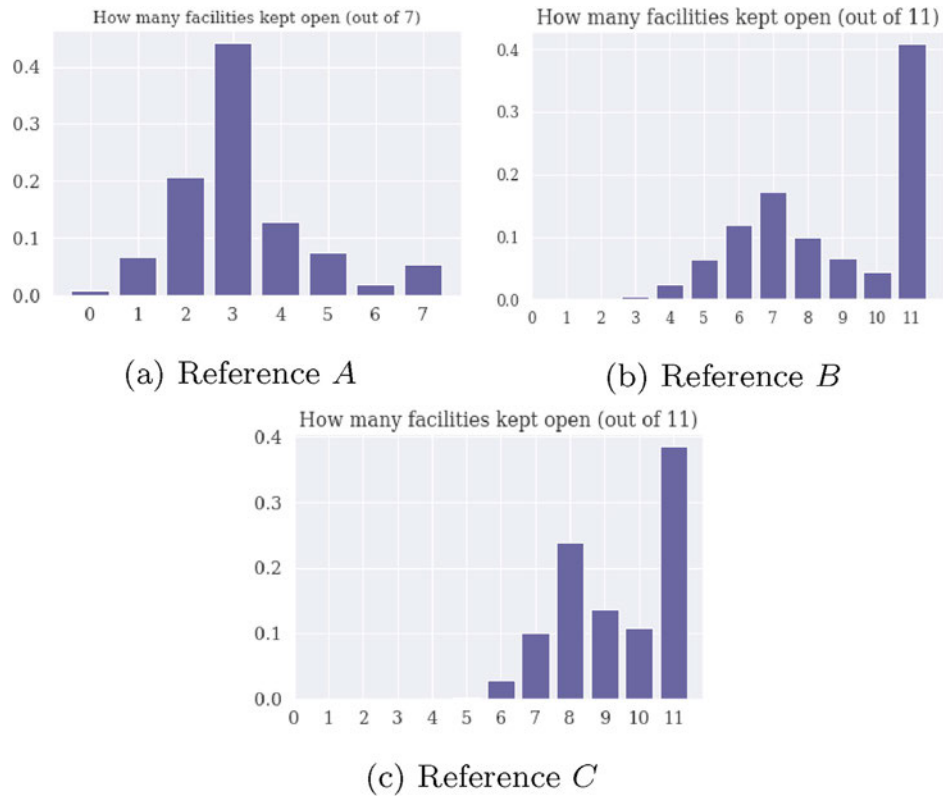 How many facilities kept open (out of 7)
0.4
0.3
0.2
0.1
0.0
0 1 2 3 4 5 6 7
(a) Reference A
How many facilities kept open (out of 11)
0.4
0.3
0.2
0.1
0.0
0 1 2 3 4 5 6 7 8 9 10 11
(b) Reference B
How many facilities kept open (out of 11)
0.4
0.3
0.2
0.1
0.0
0 1 2 3 4 5 6 7 8 9 10 11
(c) Reference C